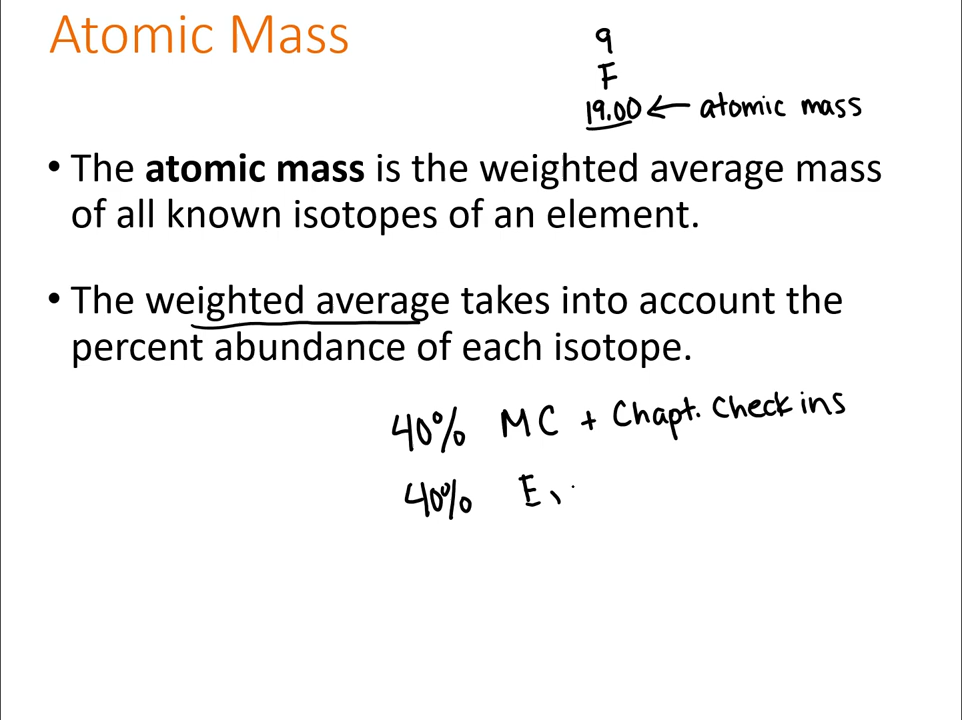 Atomic Mass
9
F
19.00 ← atomic mass
• The atomic mass is the weighted average mass
of all known isotopes of an element.
• The weighted average takes into account the
percent abundance of each isotope.
40% MC + Chapt. Check ins
40% E